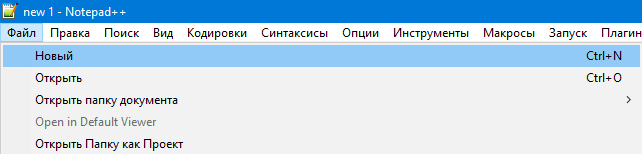 new 1 - Notepad++
Файл Правка Поиск Вид Кодировки Синтаксисы Опции Инструменты Макросы Запуск Плагин
Новый Ctrl+N
Открыть Ctrl+O
Открыть папку документа
Open in Default Viewer
Открыть Папку как Проект